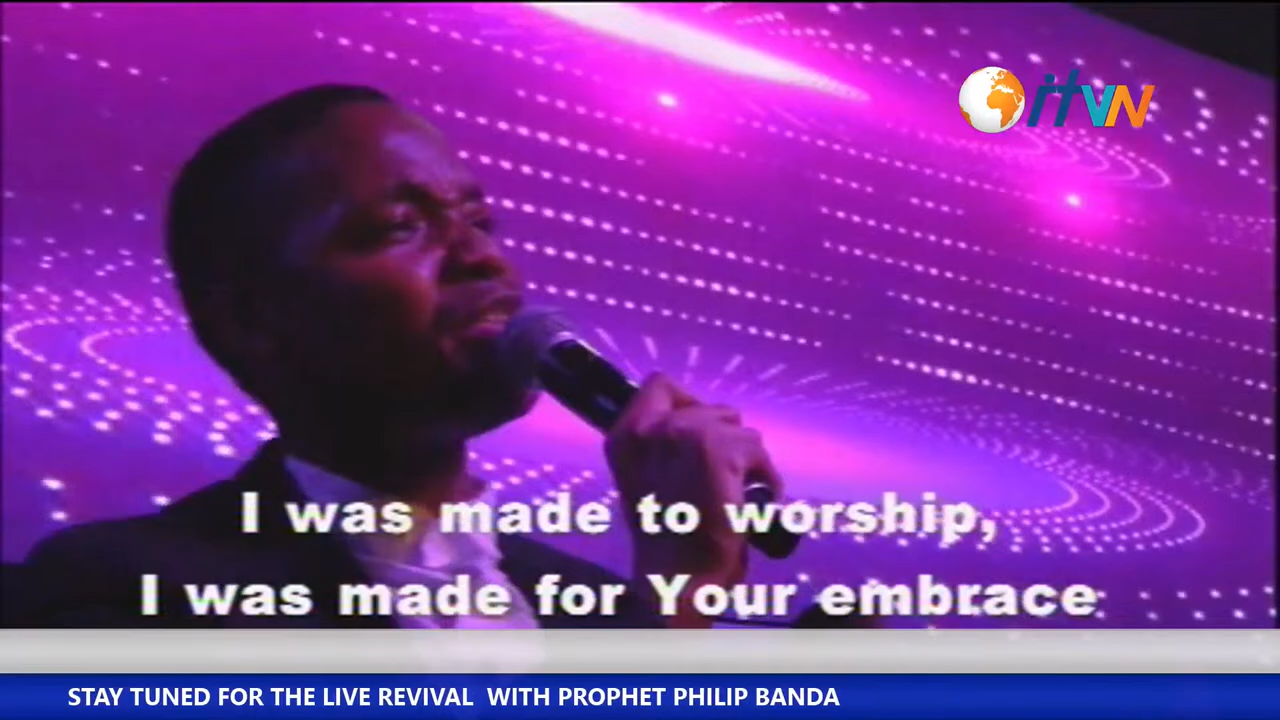 itvn
I was made to worship,
I was made for Your embrace
STAY TUNED FOR THE LIVE REVIVAL WITH PROPHET PHILIP BANDA